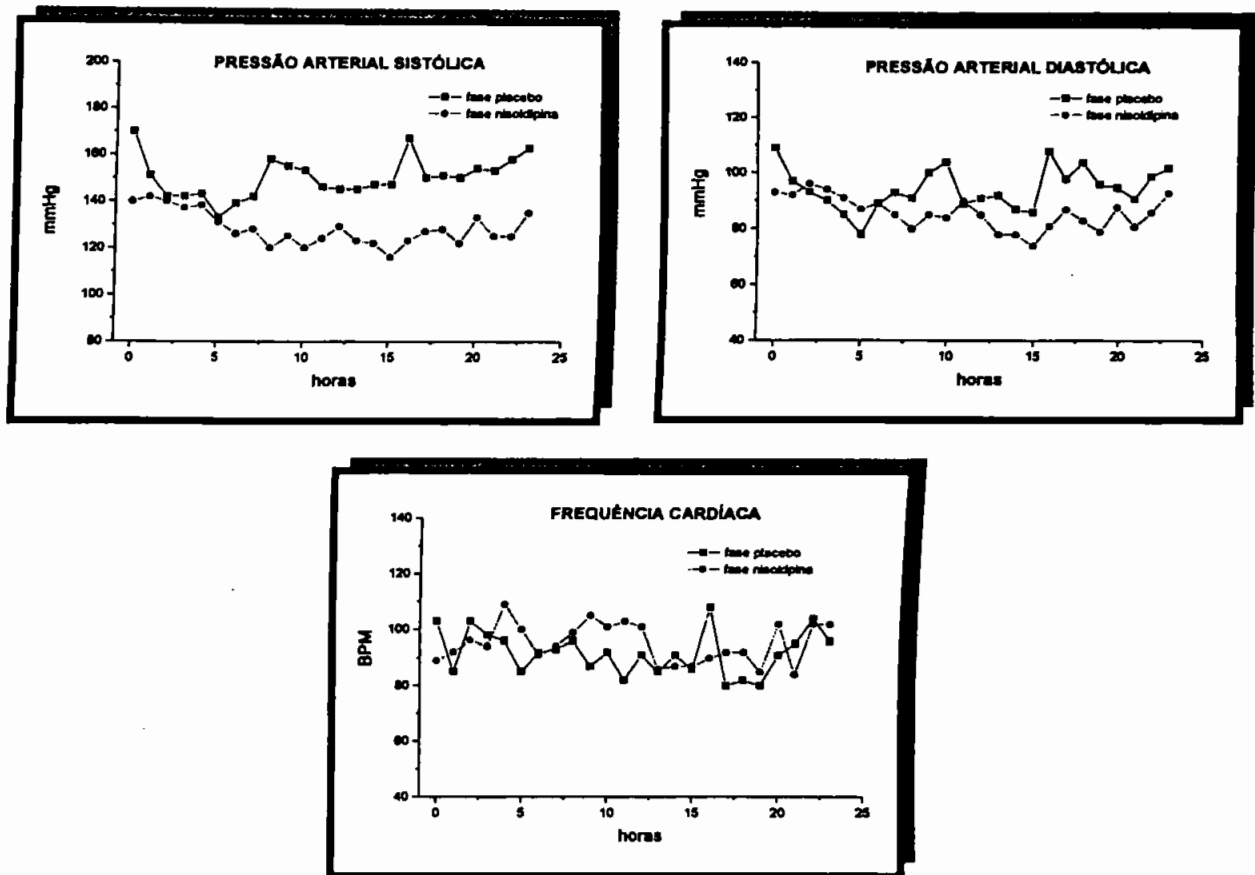 PRESSÃO ARTERIAL SISTÓLICA
fase placebo
fase nisoldipina
mmHg
200
180
160
140
120
100
80
0 5 10 15 20 25
horas
PRESSÃO ARTERIAL DIASTÓLICA
fase placebo
fase nisoldipina
mmHg
140
120
100
80
60
40
0 5 10 15 20 25
horas
FREQUÊNCIA CARDÍACA
fase placebo
fase nisoldipina
BPM
140
120
100
80
60
40
0 5 10 15 20 25
horas